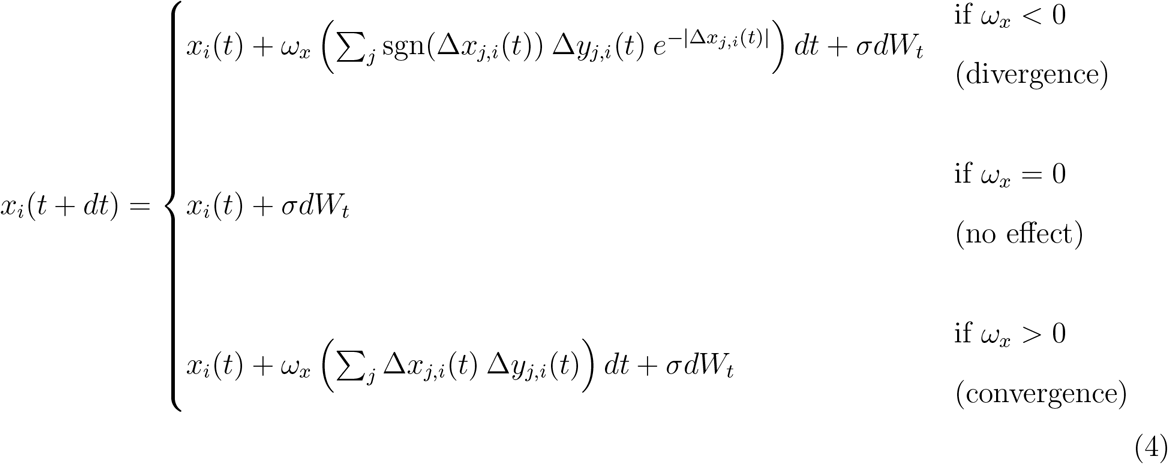 x_i(t + dt) = { x_i(t) + ω_x (∑_j sgn(Δx_{j,i}(t)) Δy_{j,i}(t) e^{−|Δx_{j,i}(t)|}) dt + σdW_t if ω_x < 0
(divergence)
x_i(t) + σdW_t if ω_x = 0
(no effect)
x_i(t) + ω_x (∑_j Δx_{j,i}(t) Δy_{j,i}(t)) dt + σdW_t if ω_x > 0
(convergence)
(4)